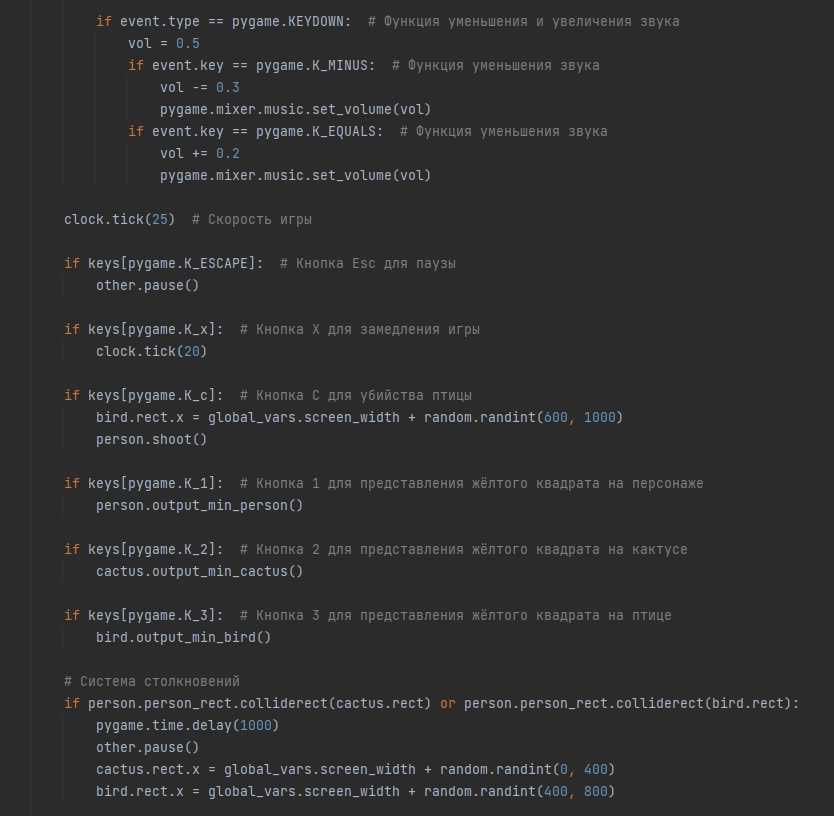 if event.type == pygame.KEYDOWN:  # Функция уменьшения и увеличения звука
vol = 0.5
if event.key == pygame.K_MINUS:  # Функция уменьшения звука
vol -= 0.3
pygame.mixer.music.set_volume(vol)
if event.key == pygame.K_EQUALS:  # Функция уменьшения звука
vol += 0.2
pygame.mixer.music.set_volume(vol)
clock.tick(25)  # Скорость игры
if keys[pygame.K_ESCAPE]:  # Кнопка Esc для паузы
other.pause()
if keys[pygame.K_x]:  # Кнопка X для замедления игры
clock.tick(20)
if keys[pygame.K_c]:  # Кнопка C для убийства птицы
bird.rect.x = global_vars.screen_width + random.randint(600, 1000)
person.shoot()
if keys[pygame.K_1]:  # Кнопка 1 для представления жёлтого квадрата на персонаже
person.output_min_person()
if keys[pygame.K_2]:  # Кнопка 2 для представления жёлтого квадрата на кактусе
cactus.output_min_cactus()
if keys[pygame.K_3]:  # Кнопка 3 для представления жёлтого квадрата на птице
bird.output_min_bird()
# Система столкновений
if person.person_rect.colliderect(cactus.rect) or person.person_rect.colliderect(bird.rect):
pygame.time.delay(1000)
other.pause()
cactus.rect.x = global_vars.screen_width + random.randint(0, 400)
bird.rect.x = global_vars.screen_width + random.randint(400, 800)